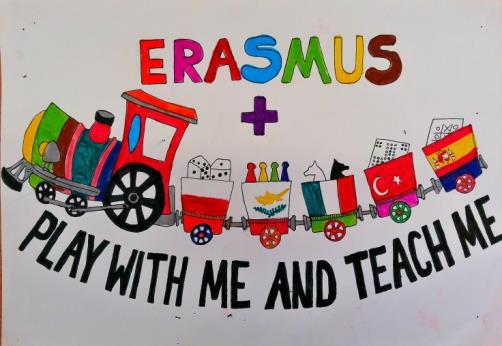 ERASMUS
+
PLAY WITH ME AND TEACH ME